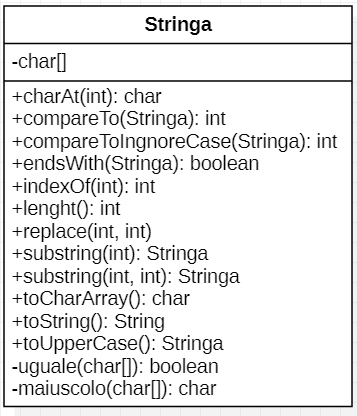 Stringa
-char[]
+charAt(int): char
+compareTo(Stringa): int
+compareToIngnoreCase(Stringa): int
+endsWith(Stringa): boolean
+indexOf(int): int
+lenght(): int
+replace(int, int)
+substring(int): Stringa
+substring(int, int): Stringa
+toCharArray(): char
+toString(): String
+toUpperCase(): Stringa
-uguale(char[]): boolean
-maiuscolo(char[]): char